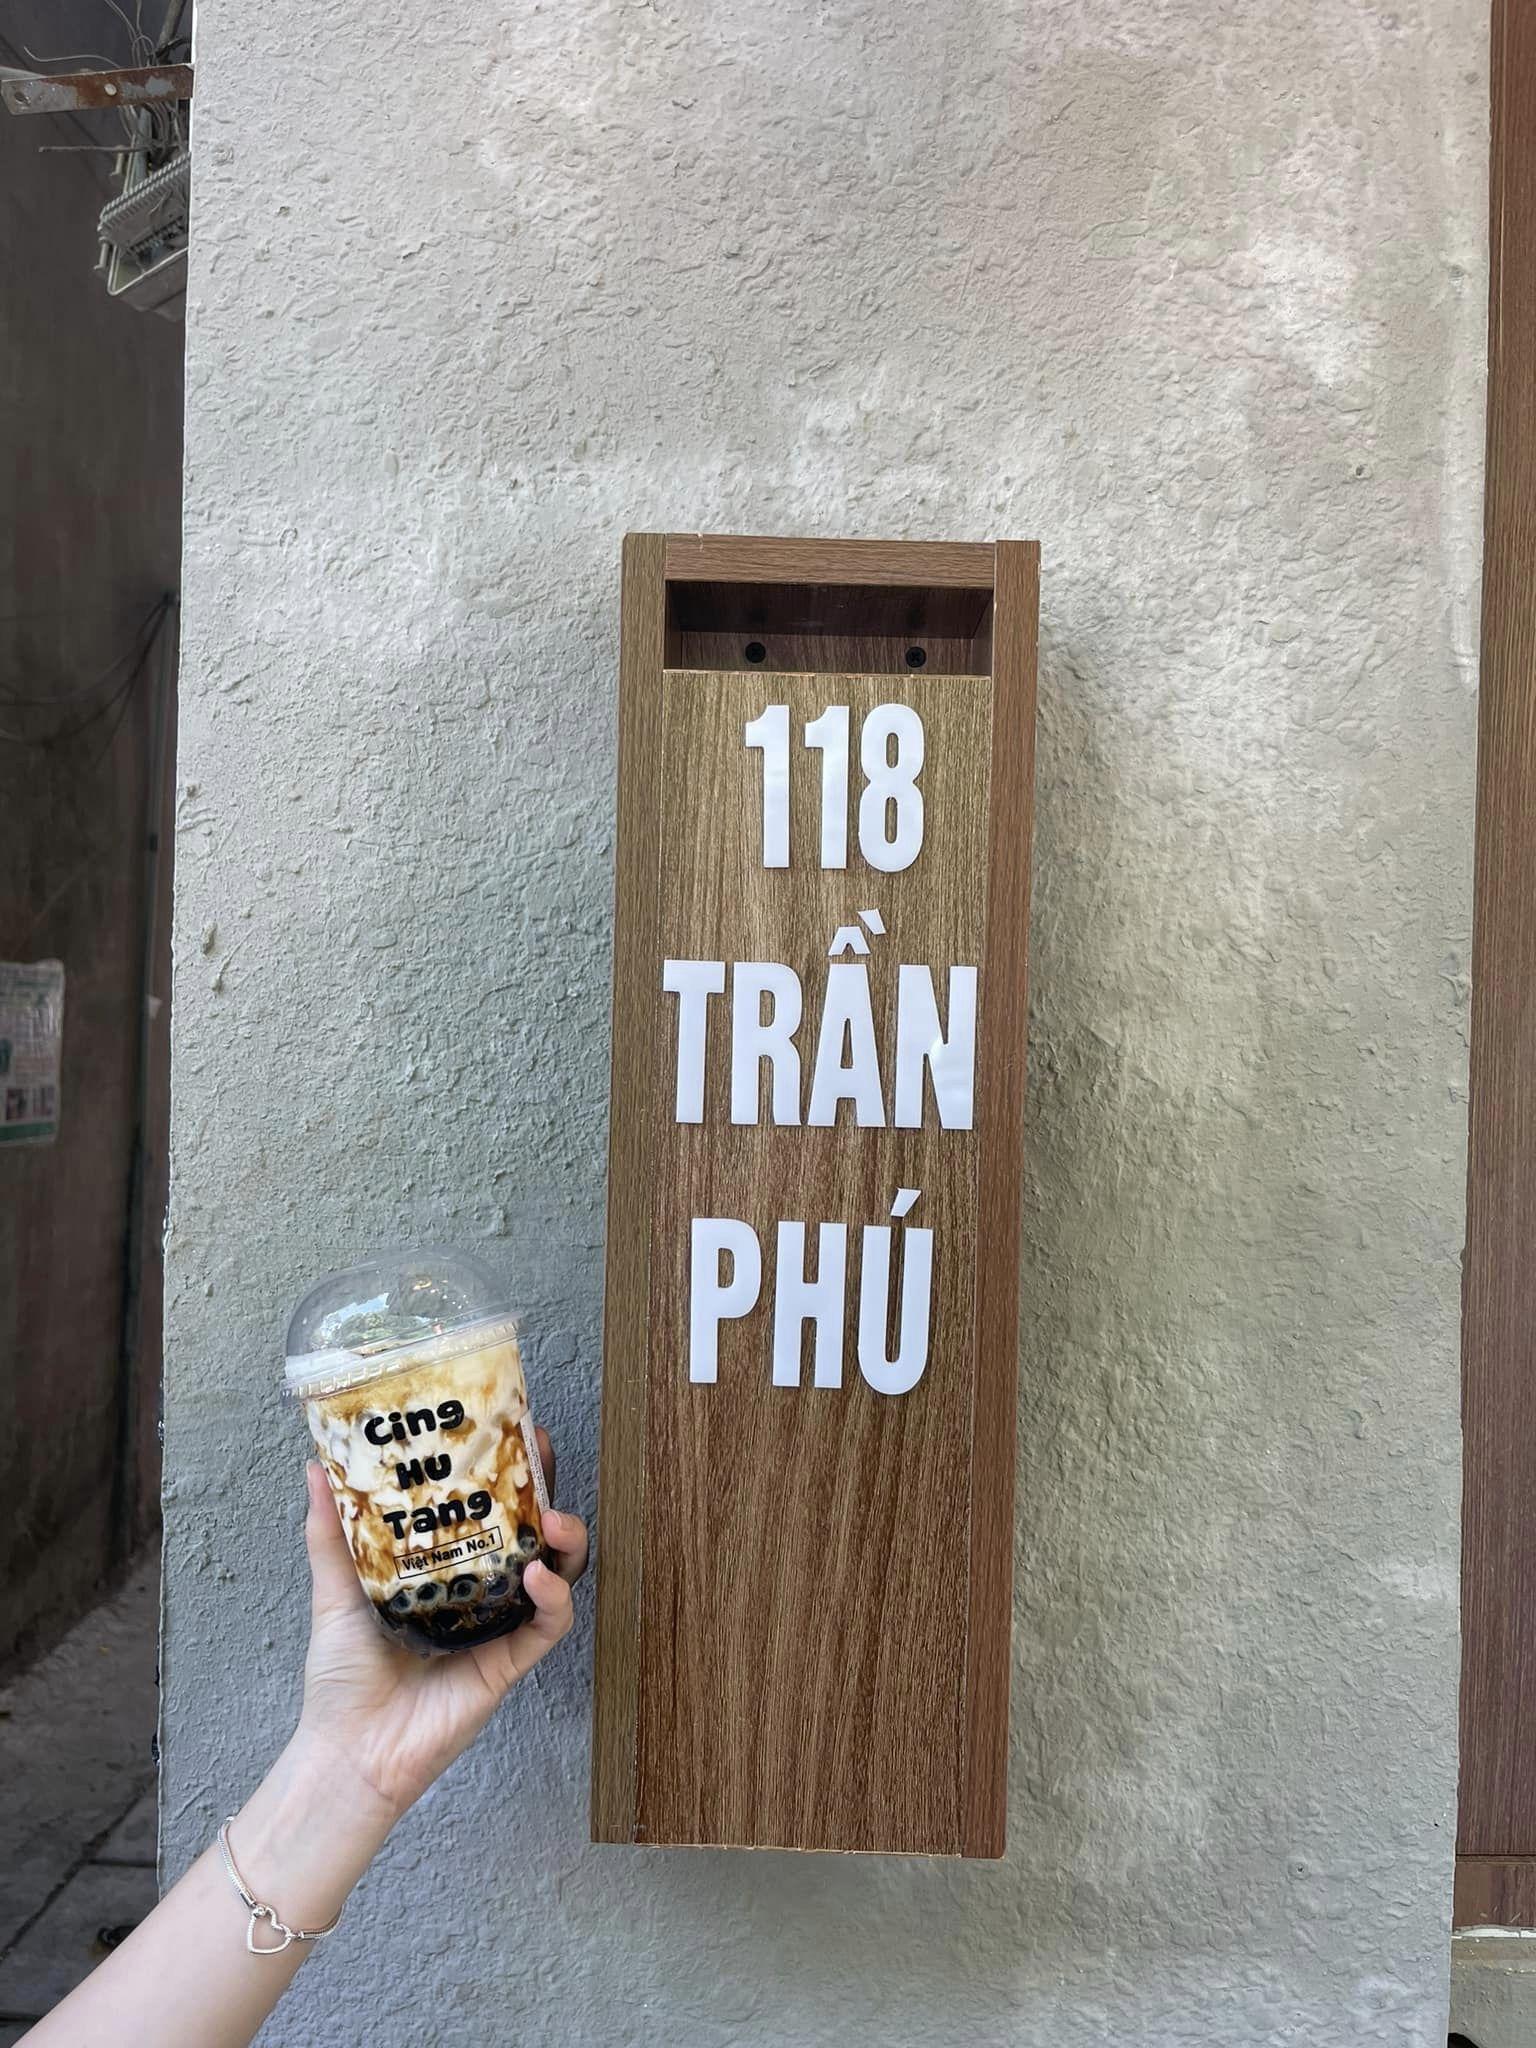 118
TRẦN
PHÚ
Cing
Hu
Tang
Việt Nam No.1